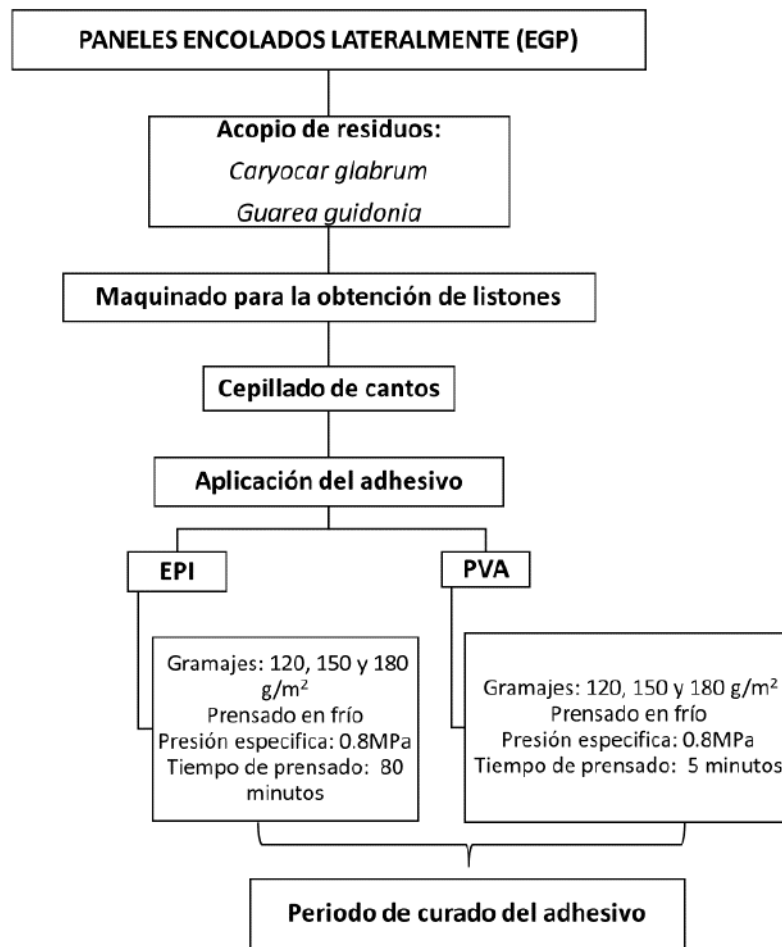 PANELES ENCOLADOS LATERALMENTE (EGP)
Acopio de residuos:
Caryocar glabrum
Guarea guidonia
Maquinado para la obtención de listones
Cepillado de cantos
Aplicación del adhesivo
EPI
PVA
Gramajes: 120, 150 y 180
g/m²
Prensado en frío
Presión especifica: 0.8MPa
Tiempo de prensado: 80
minutos
Gramajes: 120, 150 y 180 g/m²
Prensado en frío
Presión especifica: 0.8MPa
Tiempo de prensado: 5 minutos
Periodo de curado del adhesivo